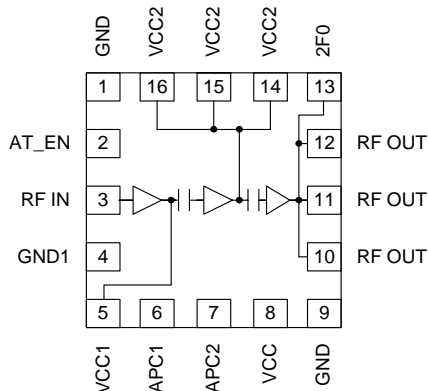 GND
VCC2
VCC2
VCC2
2F0
1
16
15
14
13
AT_EN
2
12
RF OUT
RF IN
3
11
RF OUT
GND1
4
10
RF OUT
5
6
7
8
9
VCC1
APC1
APC2
VCC
GND